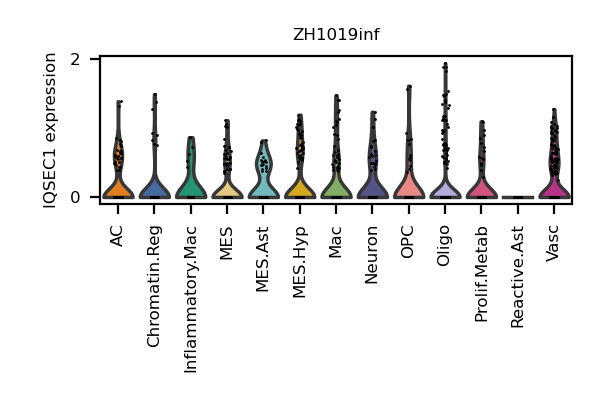 ZH1019inf
IQSEC1 expression
2
0
AC
Chromatin.Reg
Inflammatory.Mac
MES
MES.Ast
MES.Hyp
Mac
Neuron
OPC
Oligo
Prolif.Metab
Reactive.Ast
Vasc